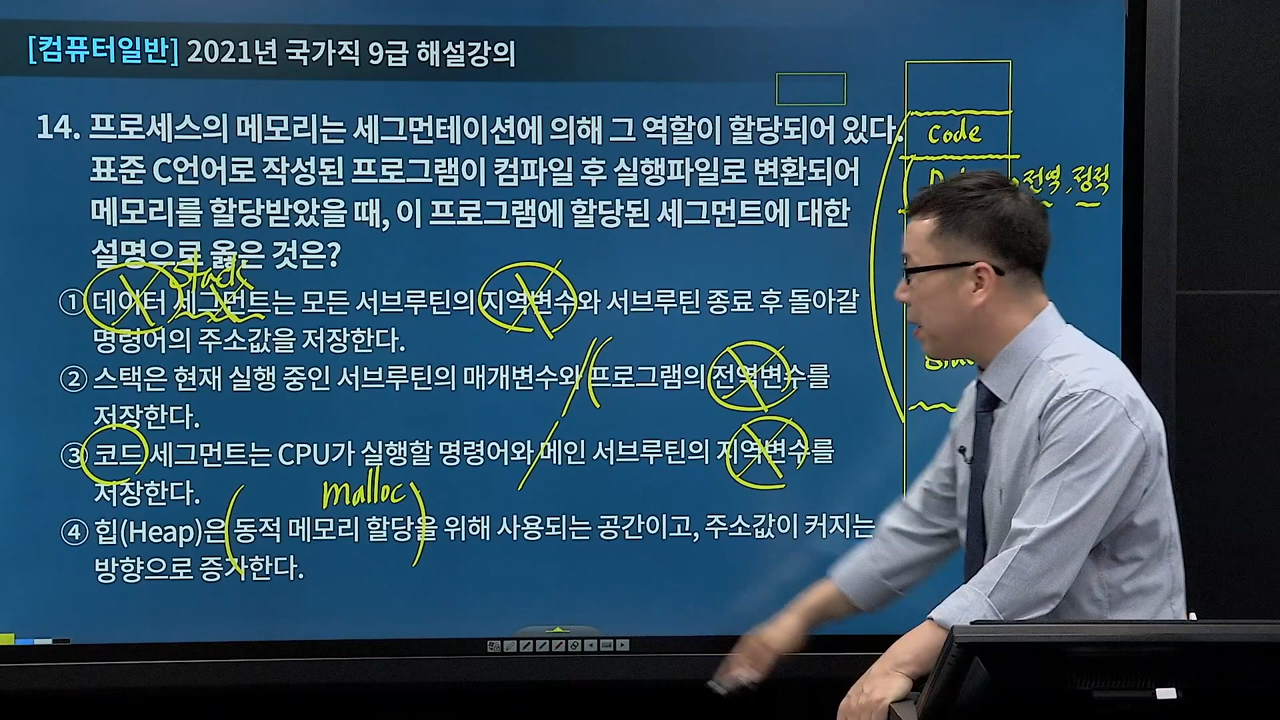 [컴퓨터일반] 2021년 국가직 9급 해설강의
14. 프로세스의 메모리는 세그먼테이션에 의해 그 역할이 할당되어 있다.
표준 C언어로 작성된 프로그램이 컴파일 후 실행파일로 변환되어
메모리를 할당받았을 때, 이 프로그램에 할당된 세그먼트에 대한
설명으로 옳은 것은?
stack
① 데이터 세그먼트는 모든 서브루틴의 지역변수와 서브루틴 종료 후 돌아갈
명령어의 주소값을 저장한다.
② 스택은 현재 실행 중인 서브루틴의 매개변수와 프로그램의 전역변수를
저장한다.
③ 코드 세그먼트는 CPU가 실행할 명령어와 메인 서브루틴의 지역변수를
저장한다.
malloc
④ 힙(Heap)은 동적 메모리 할당을 위해 사용되는 공간이고, 주소값이 커지는
방향으로 증가한다.
code
전역, 정적